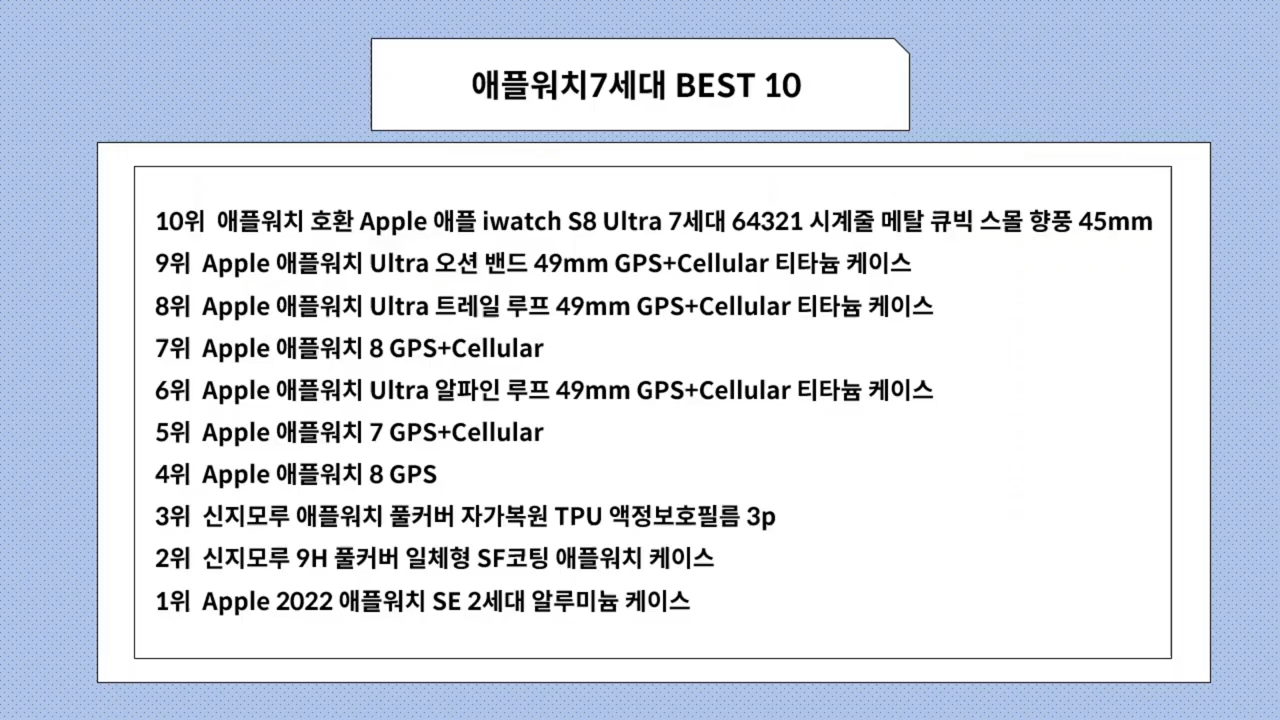 애플워치7세대 BEST 10
10위 애플워치 호환 Apple 애플 iwatch S8 Ultra 7세대 64321 시계줄 메탈 큐빅 스몰 향풍 45mm
9위 Apple 애플워치 Ultra 오션 밴드 49mm GPS+Cellular 티타늄 케이스
8위 Apple 애플워치 Ultra 트레일 루프 49mm GPS+Cellular 티타늄 케이스
7위 Apple 애플워치 8 GPS+Cellular
6위 Apple 애플워치 Ultra 알파인 루프 49mm GPS+Cellular 티타늄 케이스
5위 Apple 애플워치 7 GPS+Cellular
4위 Apple 애플워치 8 GPS
3위 신지모루 애플워치 풀커버 자가복원 TPU 액정보호필름 3p
2위 신지모루 9H 풀커버 일체형 SF코팅 애플워치 케이스
1위 Apple 2022 애플워치 SE 2세대 알루미늄 케이스